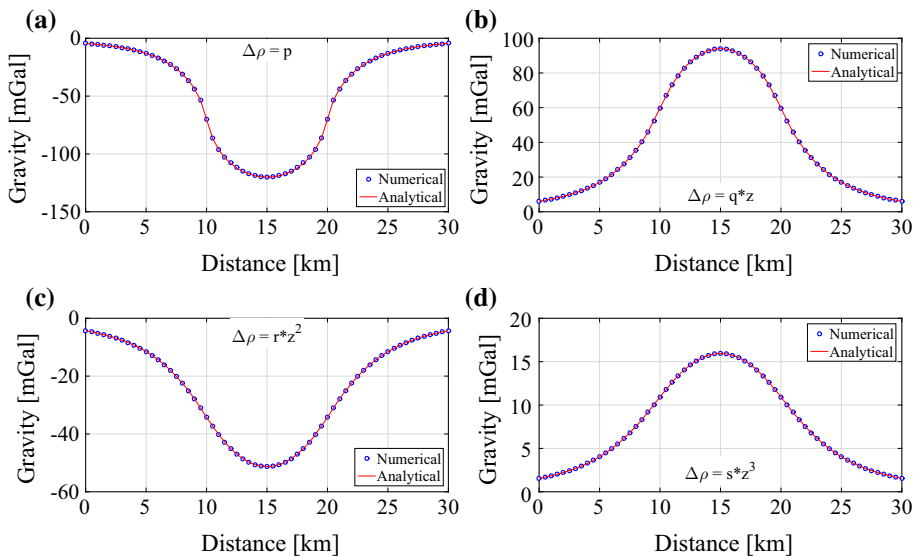 (a)
Δρ = p
Gravity [mGal]
0
-50
-100
-150
Numerical
Analytical
0 5 10 15 20 25 30
Distance [km]
(b)
Gravity [mGal]
100
80
60
40
20
0
Numerical
Analytical
Δρ = q*z
0 5 10 15 20 25 30
Distance [km]
(c)
Δρ = r*z²
Gravity [mGal]
0
-20
-40
-60
Numerical
Analytical
0 5 10 15 20 25 30
Distance [km]
(d)
Gravity [mGal]
20
15
10
5
0
Numerical
Analytical
Δρ = s*z³
0 5 10 15 20 25 30
Distance [km]